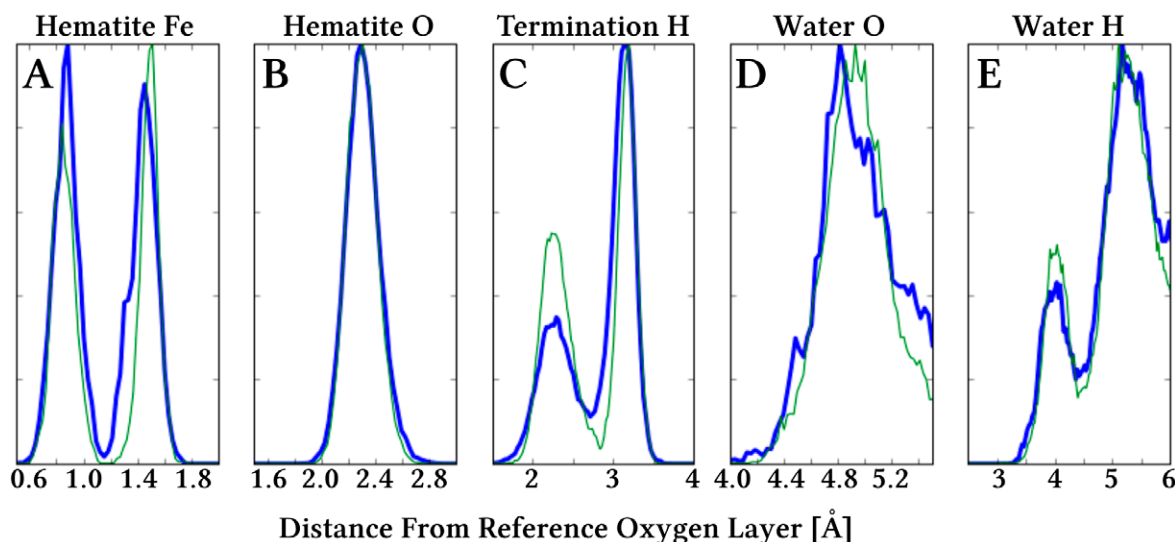 Hematite Fe Hematite O Termination H Water O Water H
A B C D E
0.6 1.0 1.4 1.8 1.6 2.0 2.4 2.8 2 3 4 4.0 4.4 4.8 5.2 3 4 5 6
Distance From Reference Oxygen Layer [Å]